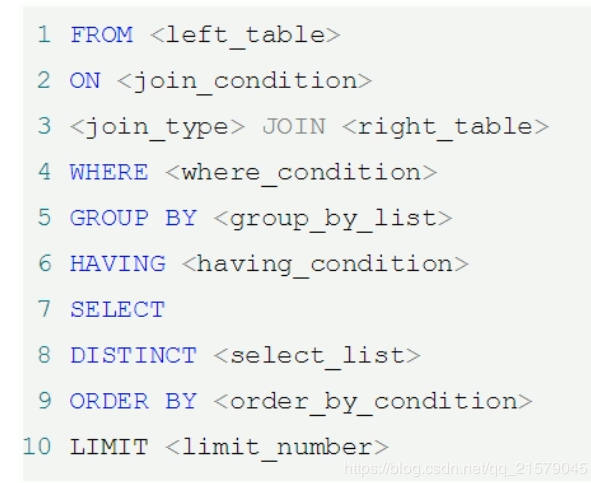 1 FROM <left_table>
2 ON <join_condition>
3 <join_type> JOIN <right_table>
4 WHERE <where_condition>
5 GROUP BY <group_by_list>
6 HAVING <having_condition>
7 SELECT
8 DISTINCT <select_list>
9 ORDER BY <order_by_condition>
10 LIMIT <limit_number>
https://blog.csdn.net/qq_21579045